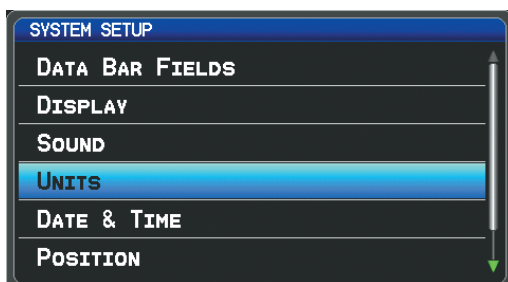 SYSTEM SETUP
DATA BAR FIELDS
DISPLAY
SOUND
UNITS
DATE & TIME
POSITION